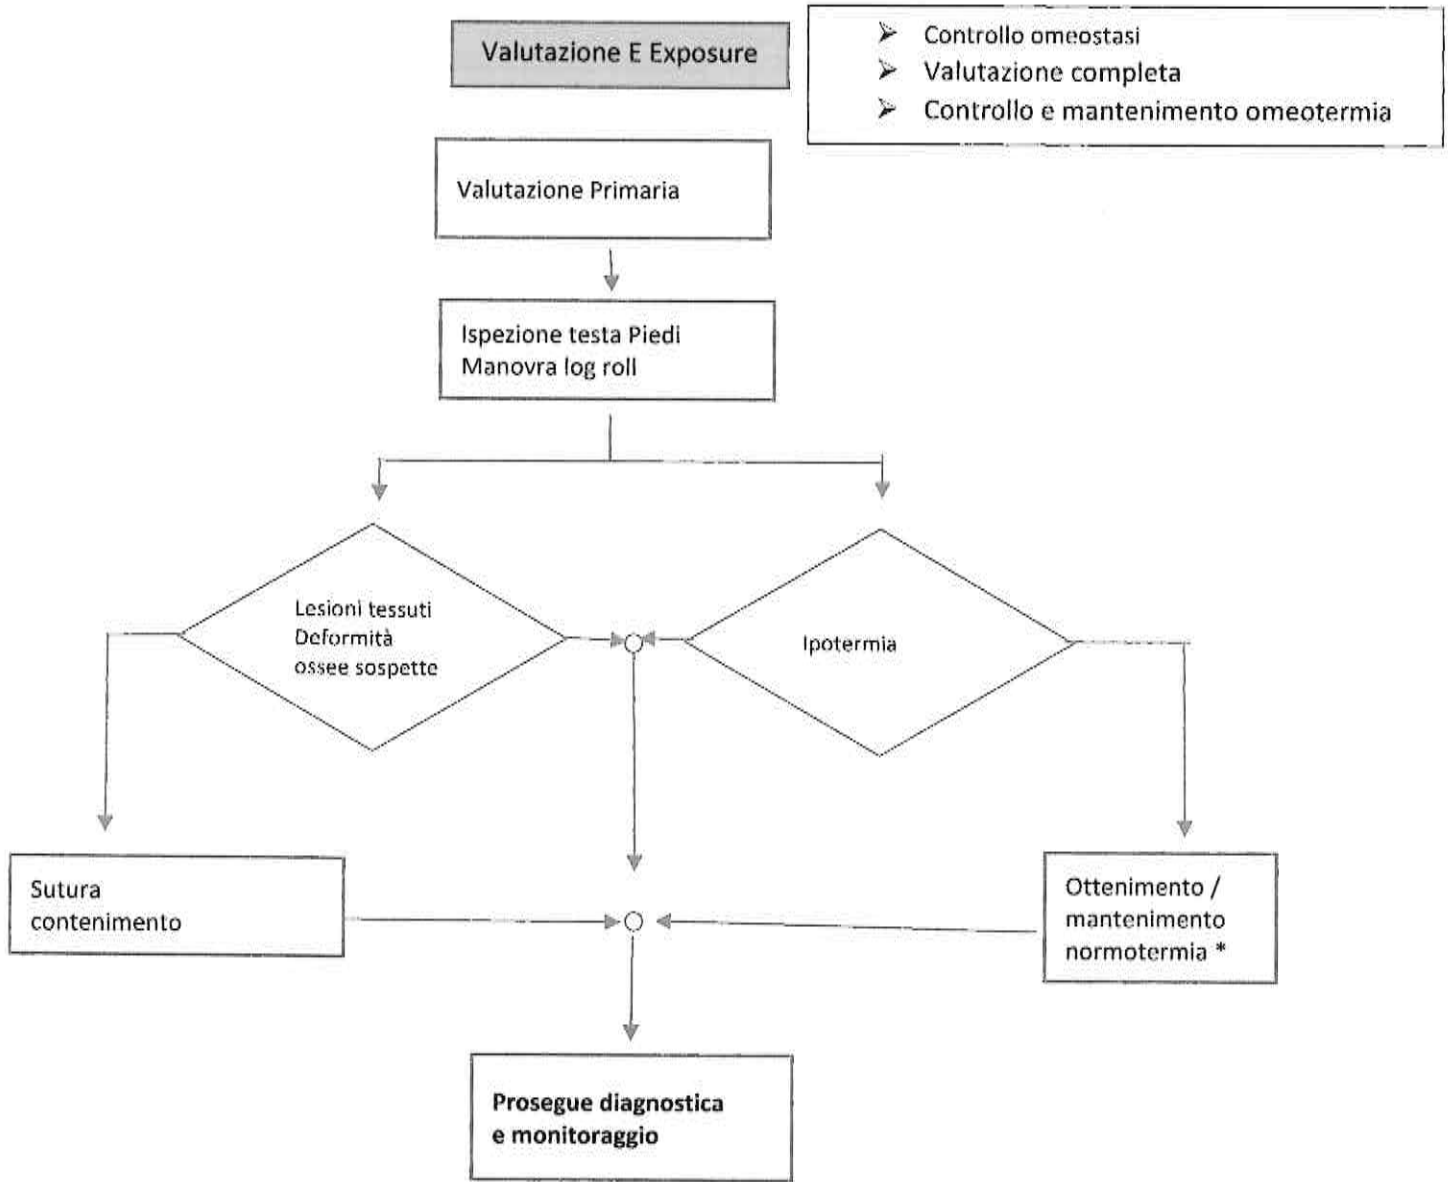 Valutazione E Exposure
➢ Controllo omeostasi
➢ Valutazione completa
➢ Controllo e mantenimento omeotermia
Valutazione Primaria
Ispezione testa Piedi
Manovra log roll
Lesioni tessuti
Deformità
ossee sospette
Ipotermia
Sutura
contenimento
Ottenimento /
mantenimento
normotermia *
Prosegue diagnostica
e monitoraggio